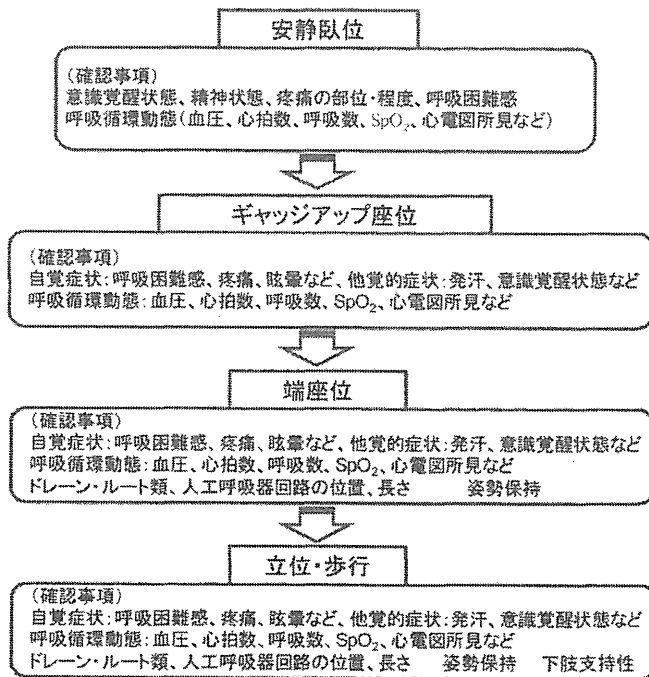 安静臥位
(確認事項)
意識覚醒状態、精神状態、疼痛の部位・程度、呼吸困難感
呼吸循環動態(血圧、心拍数、呼吸数、SpO₂、心電図所見など)
ギャッジアップ座位
(確認事項)
自覚症状:呼吸困難感、疼痛、眩暈など、他覚的症状:発汗、意識覚醒状態など
呼吸循環動態:血圧、心拍数、呼吸数、SpO₂、心電図所見など
端座位
(確認事項)
自覚症状:呼吸困難感、疼痛、眩暈など、他覚的症状:発汗、意識覚醒状態など
呼吸循環動態:血圧、心拍数、呼吸数、SpO₂、心電図所見など
ドレーン・ルート類、人工呼吸器回路の位置、長さ 姿勢保持
立位・歩行
(確認事項)
自覚症状:呼吸困難感、疼痛、眩暈など、他覚的症状:発汗、意識覚醒状態など
呼吸循環動態:血圧、心拍数、呼吸数、SpO₂、心電図所見など
ドレーン・ルート類、人工呼吸器回路の位置、長さ 姿勢保持 下肢支持性